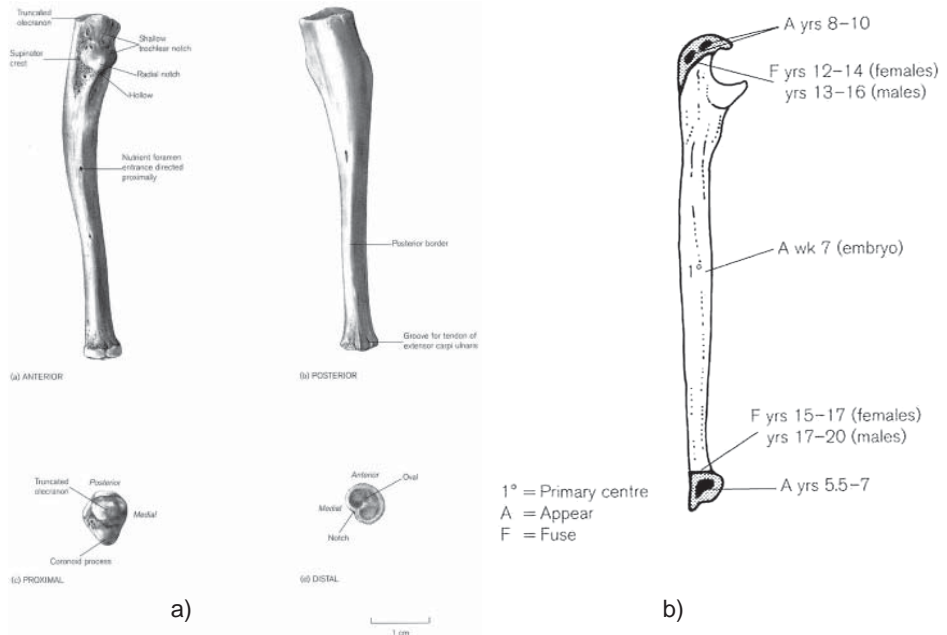 Truncated
olecranon
Supinator
crest
Shallow
trochlear notch
Radial notch
Hollow
Nutrient foramen
entrance directed
proximally
(a) ANTERIOR
Posterior border
Groove for tendon of
extensor carpi ulnaris
(b) POSTERIOR
Truncated
olecranon
Posterior
Medial
Coronoid process
(c) PROXIMAL
Anterior
Oval
Medial
Notch
(d) DISTAL
1 cm
a)
A yrs 8–10
F yrs 12–14 (females)
yrs 13–16 (males)
A wk 7 (embryo)
1°
F yrs 15–17 (females)
yrs 17–20 (males)
A yrs 5.5–7
1° = Primary centre
A = Appear
F = Fuse
b)